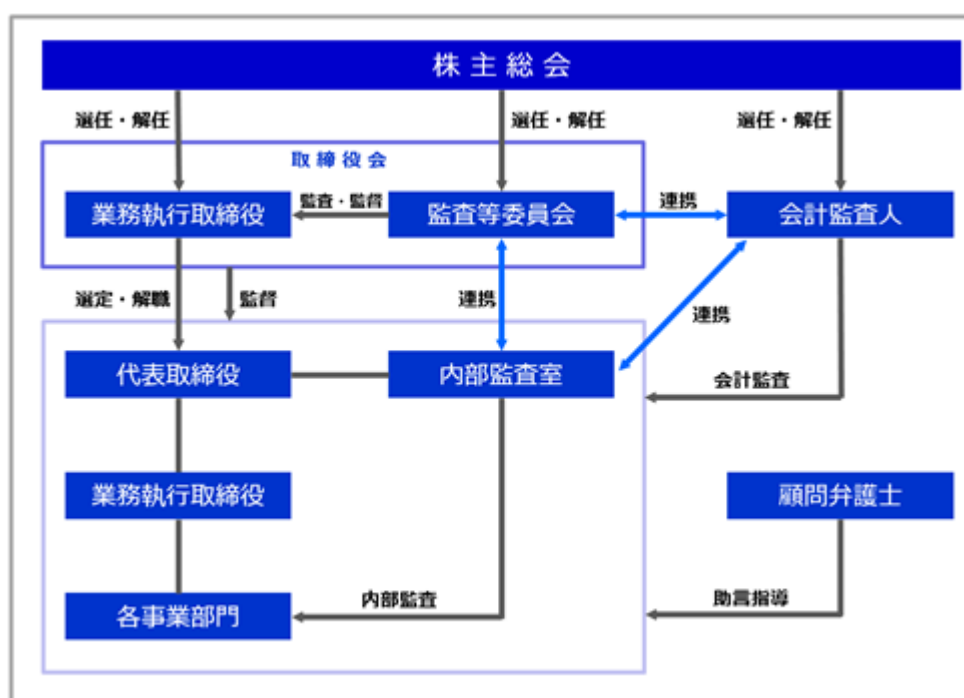 株主総会
選任・解任
選任・解任
選任・解任
取締役会
業務執行取締役
監査・監督
監査等委員会
連携
会計監査人
選定・解職
監督
連携
連携
代表取締役
内部監査室
会計監査
業務執行取締役
顧問弁護士
各事業部門
内部監査
助言指導